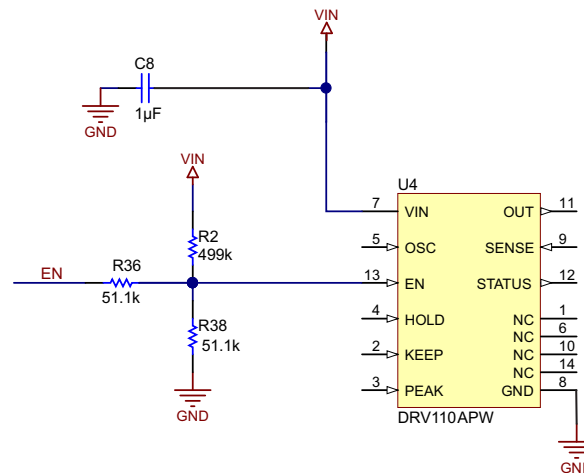 VIN
C8
1µF
GND
VIN
R2
499k
EN
R36
51.1k
R38
51.1k
GND
U4
7 VIN OUT 11
5 OSC SENSE 9
13 EN STATUS 12
4 HOLD NC 1
NC 6
2 KEEP NC 10
NC 14
3 PEAK GND 8
DRV110APW
GND